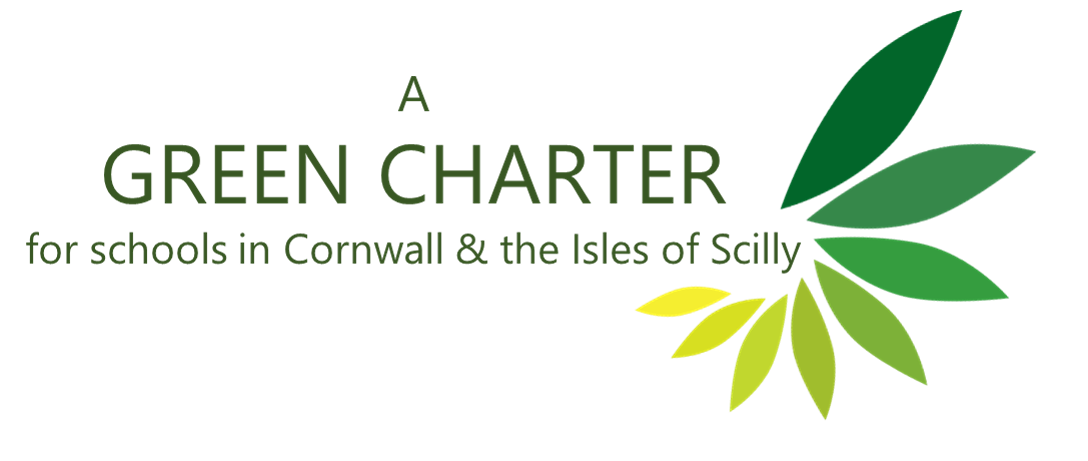 A
GREEN CHARTER
for schools in Cornwall & the Isles of Scilly